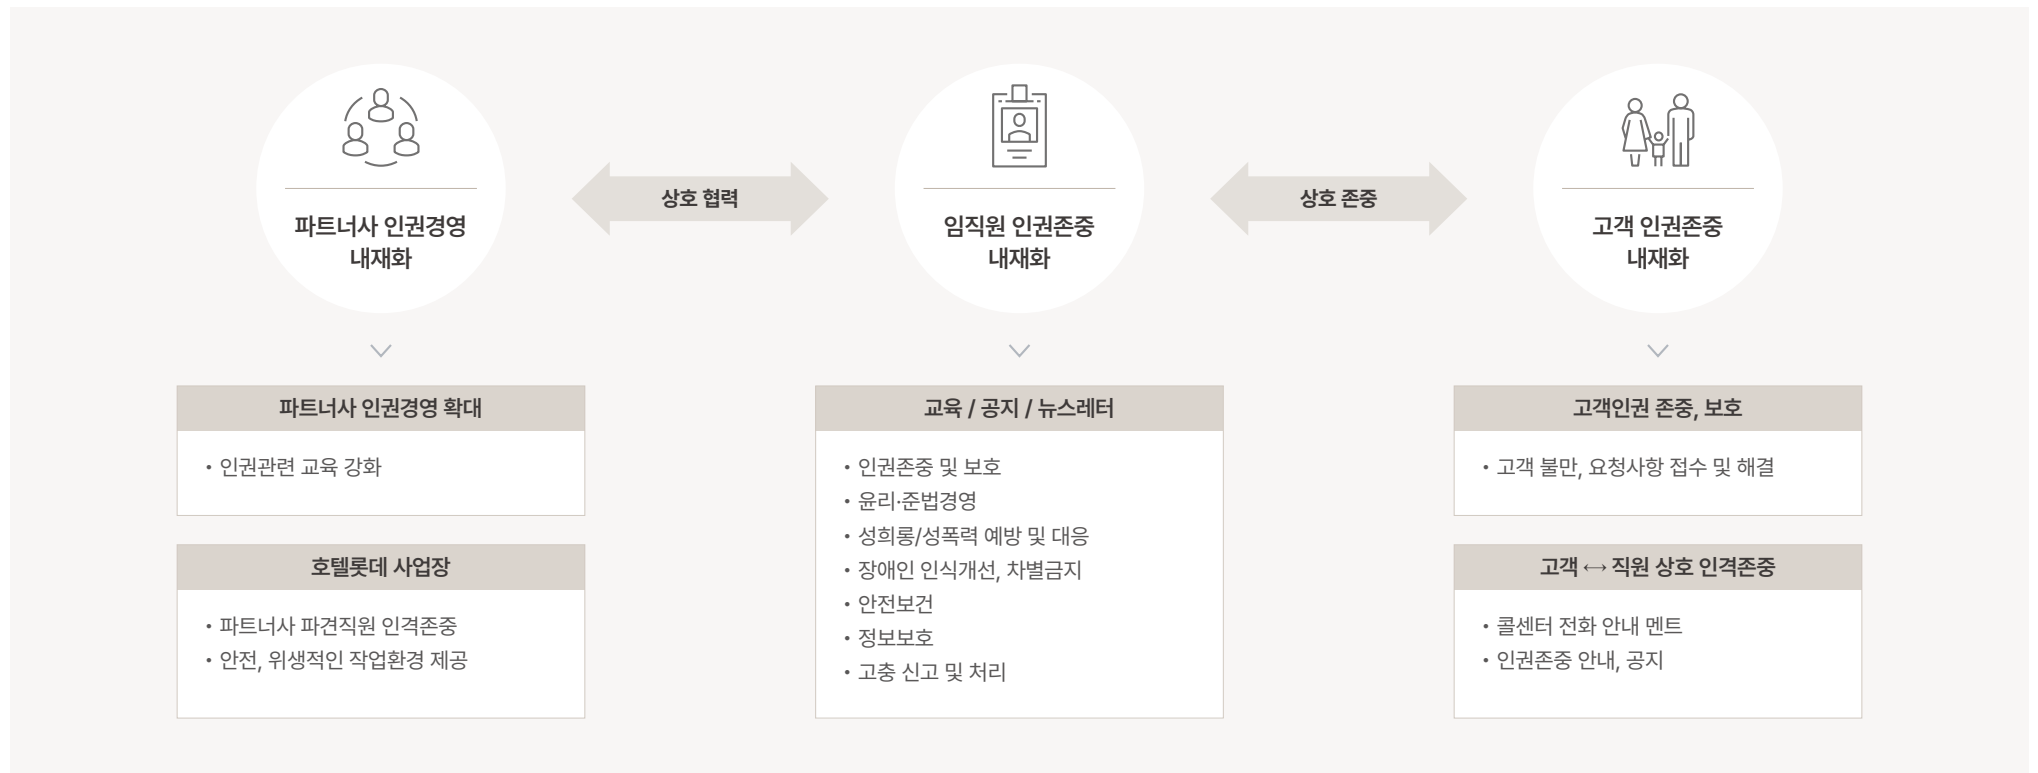 파트너사 인권경영
내재화
상호 협력
임직원 인권존중
내재화
상호 존중
고객 인권존중
내재화
파트너사 인권경영 확대
• 인권관련 교육 강화
호텔롯데 사업장
• 파트너사 파견직원 인격존중
• 안전, 위생적인 작업환경 제공
교육 / 공지 / 뉴스레터
• 인권존중 및 보호
• 윤리·준법경영
• 성희롱/성폭력 예방 및 대응
• 장애인 인식개선, 차별금지
• 안전보건
• 정보보호
• 고충 신고 및 처리
고객인권 존중, 보호
• 고객 불만, 요청사항 접수 및 해결
고객 ↔ 직원 상호 인격존중
• 콜센터 전화 안내 멘트
• 인권존중 안내, 공지